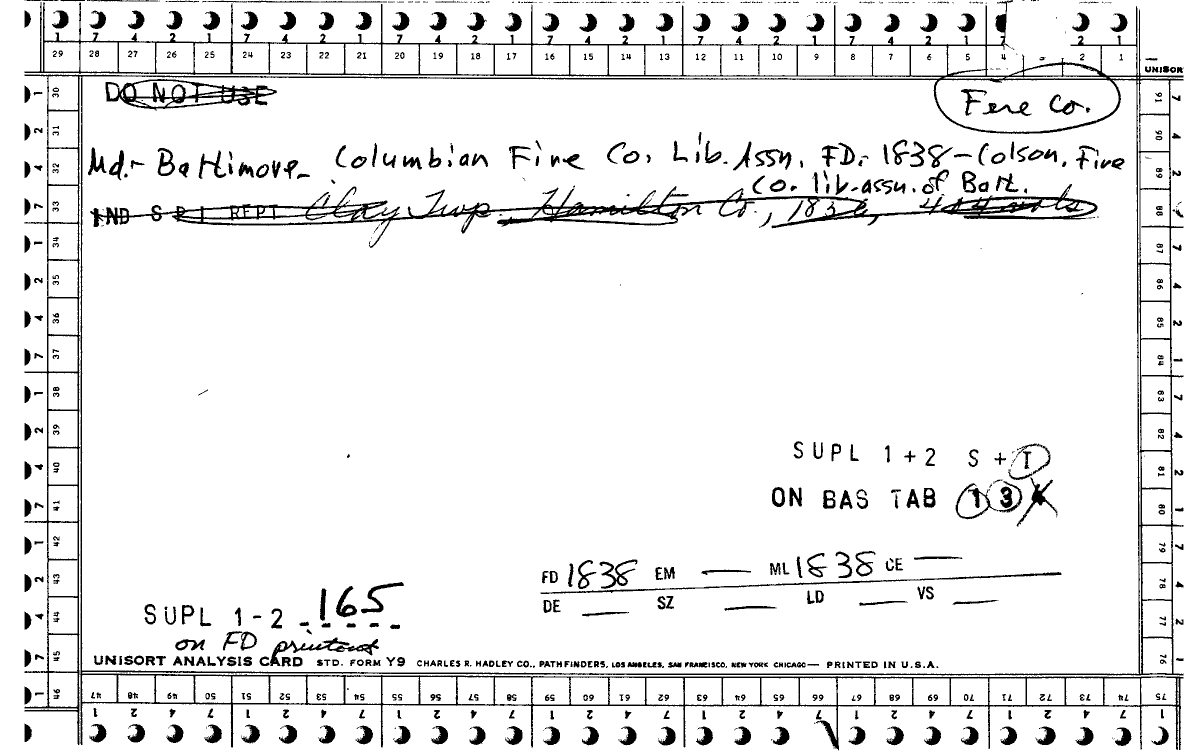 1 7 4 2 1 7 4 2 1 7 4 2 1 7 4 2 1 7 4 2 1 7 4 2 1 7 4 2 1
29 28 27 26 25 24 23 22 21 20 19 18 17 16 15 14 13 12 11 10 9 8 7 6 5 4 2 1
UNISORT
DO NOT USE
Fire Co.
Md.- Baltimore- Columbian Fire Co. Lib. Assn. FD. 1838-Colson. Fire
Co. lib. assn. of Balt.
IND S P I REPT Clay Twp. Hamilton Co., 404 vols
SUPL 1+2 S + I
ON BAS TAB 1 3 4
FD 1838 EM — ML 1838 CE —
DE — SZ — LD — VS —
SUPL 1-2 165
on FD printout
UNISORT ANALYSIS CARD STD. FORM Y9 CHARLES R. HADLEY CO., PATHFINDERS, LOS ANGELES, SAN FRANCISCO, NEW YORK CHICAGO— PRINTED IN U.S.A.
30 31 32 33 34 35 36 37 38 39 40 41 42 43 44 45 46
91 90 89 88 87 86 85 84 83 82 81 80 79 78 77 76 75
47 48 49 50 51 52 53 54 55 56 57 58 59 60 61 62 63 64 65 66 67 68 69 70 71 72 73 74 75
1 2 4 7 1 2 4 7 1 2 4 7 1 2 4 7 1 2 4 7 1 2 4 7 1 2 4 7 1